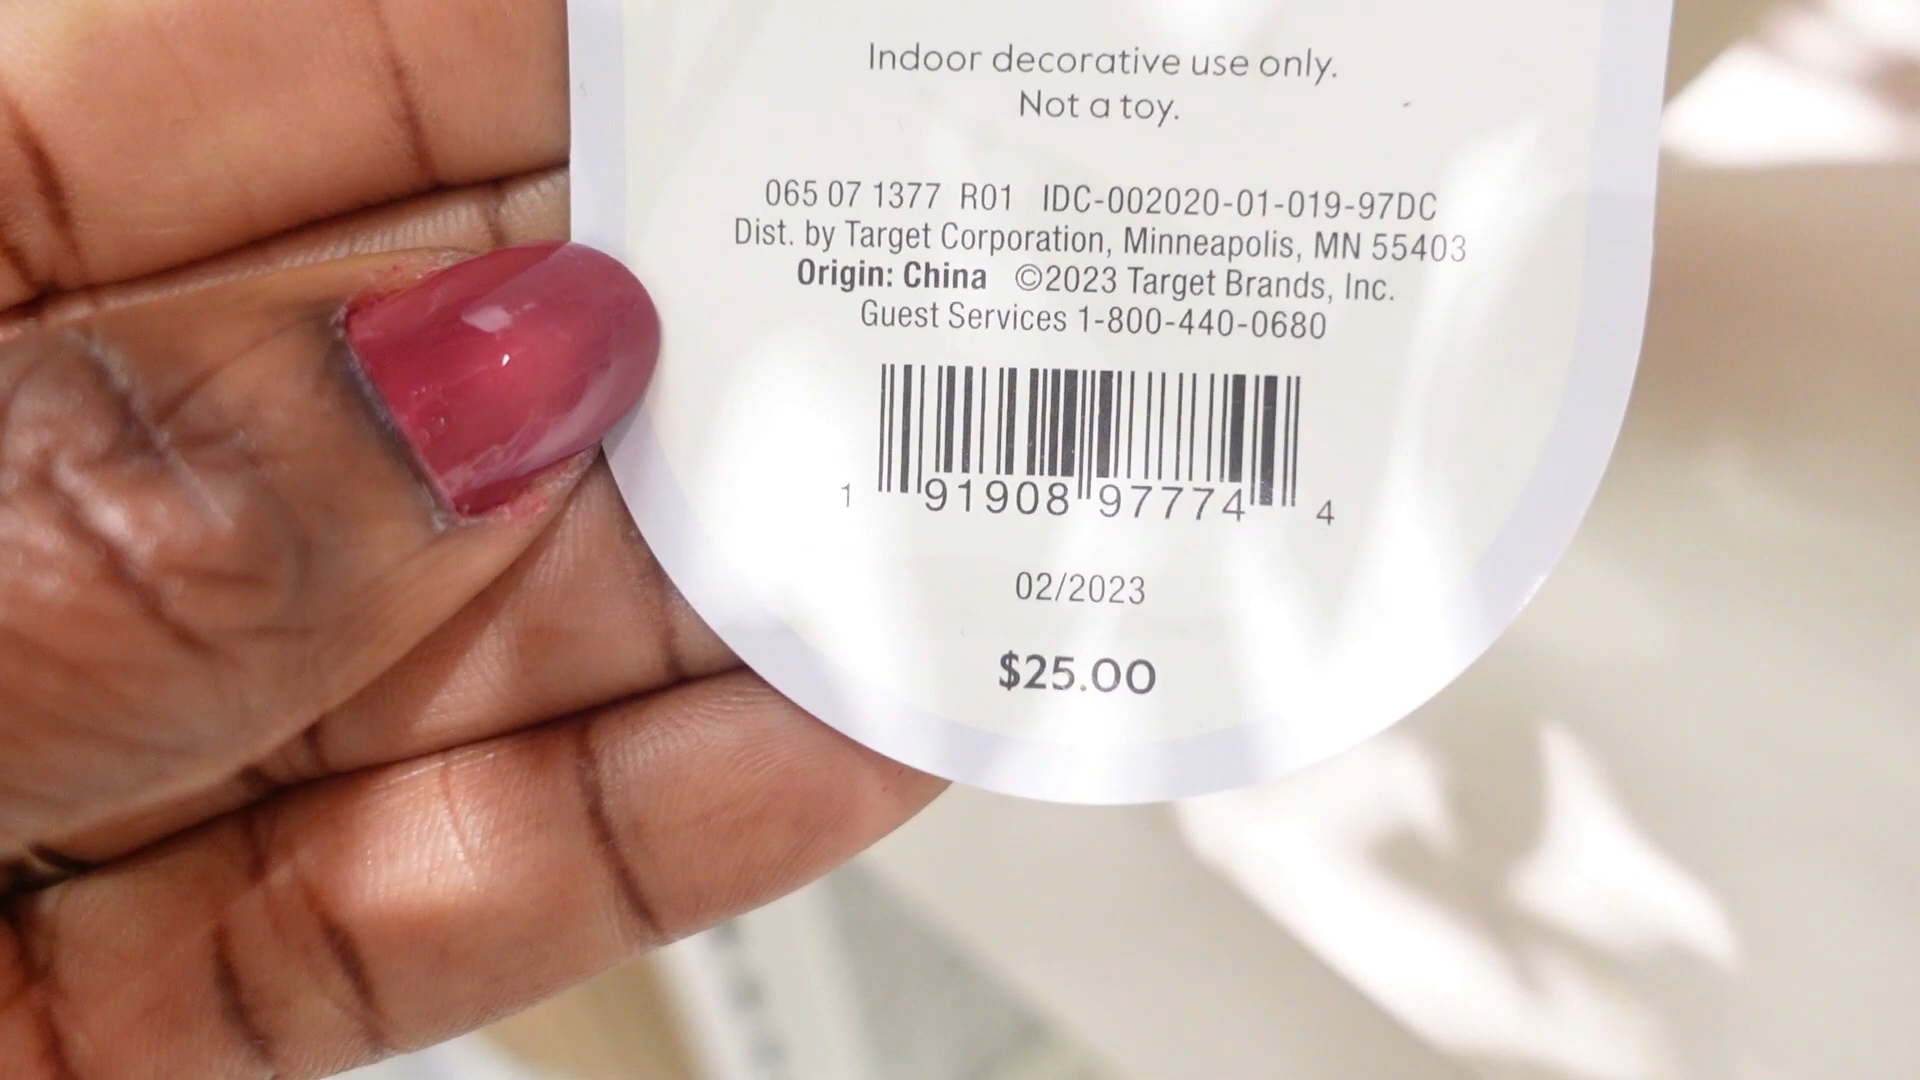 Indoor decorative use only.
Not a toy.
065 07 1377 R01 IDC-002020-01-019-97DC
Dist. by Target Corporation, Minneapolis, MN 55403
Origin: China ©2023 Target Brands, Inc.
Guest Services 1-800-440-0680
1 91908 97774 4
02/2023
$25.00